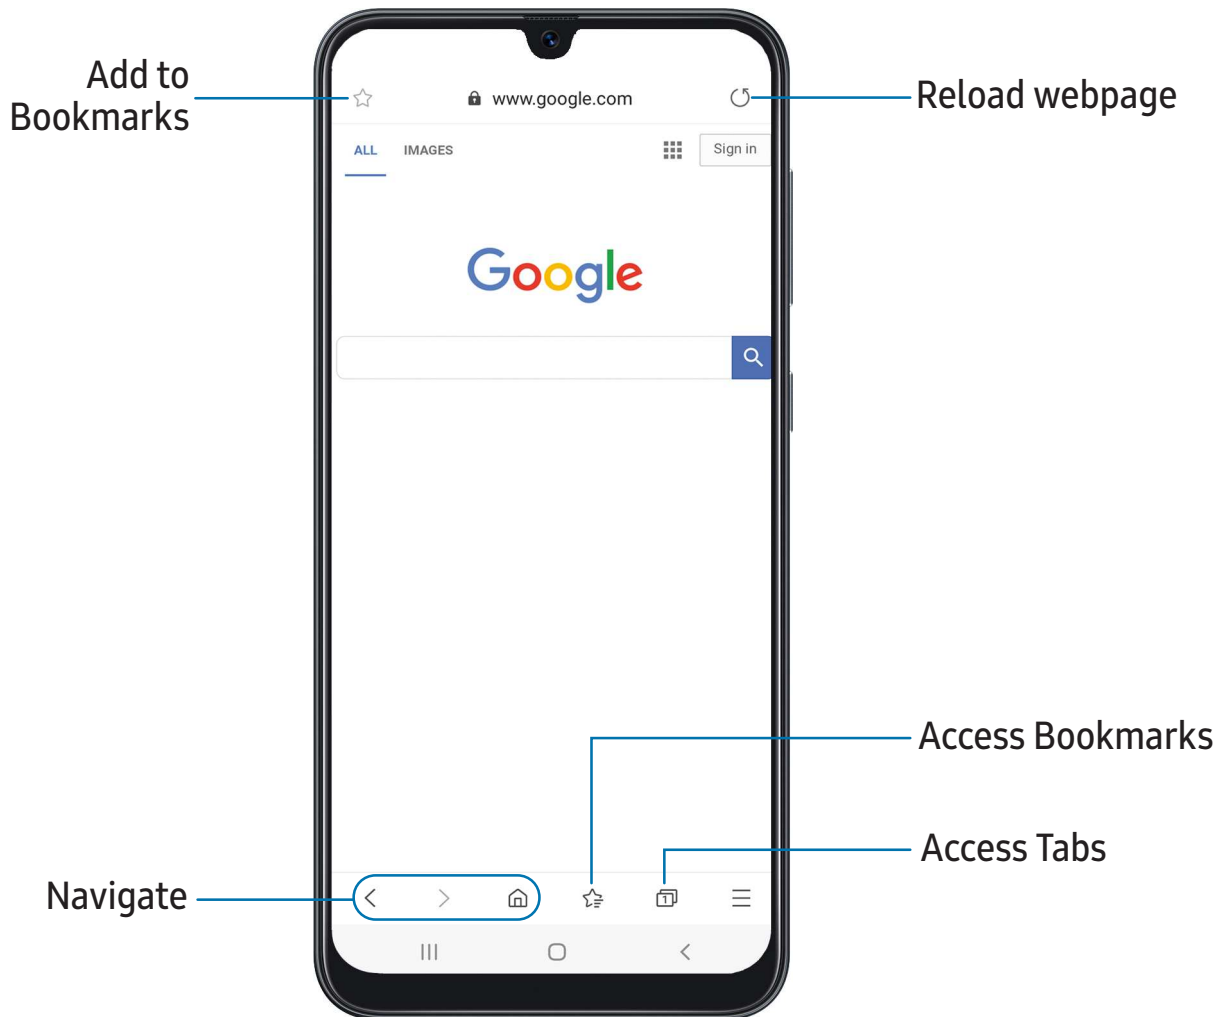 Add to
Bookmarks
www.google.com
Reload webpage
ALL IMAGES Sign in
Google
Access Bookmarks
Access Tabs
Navigate
1